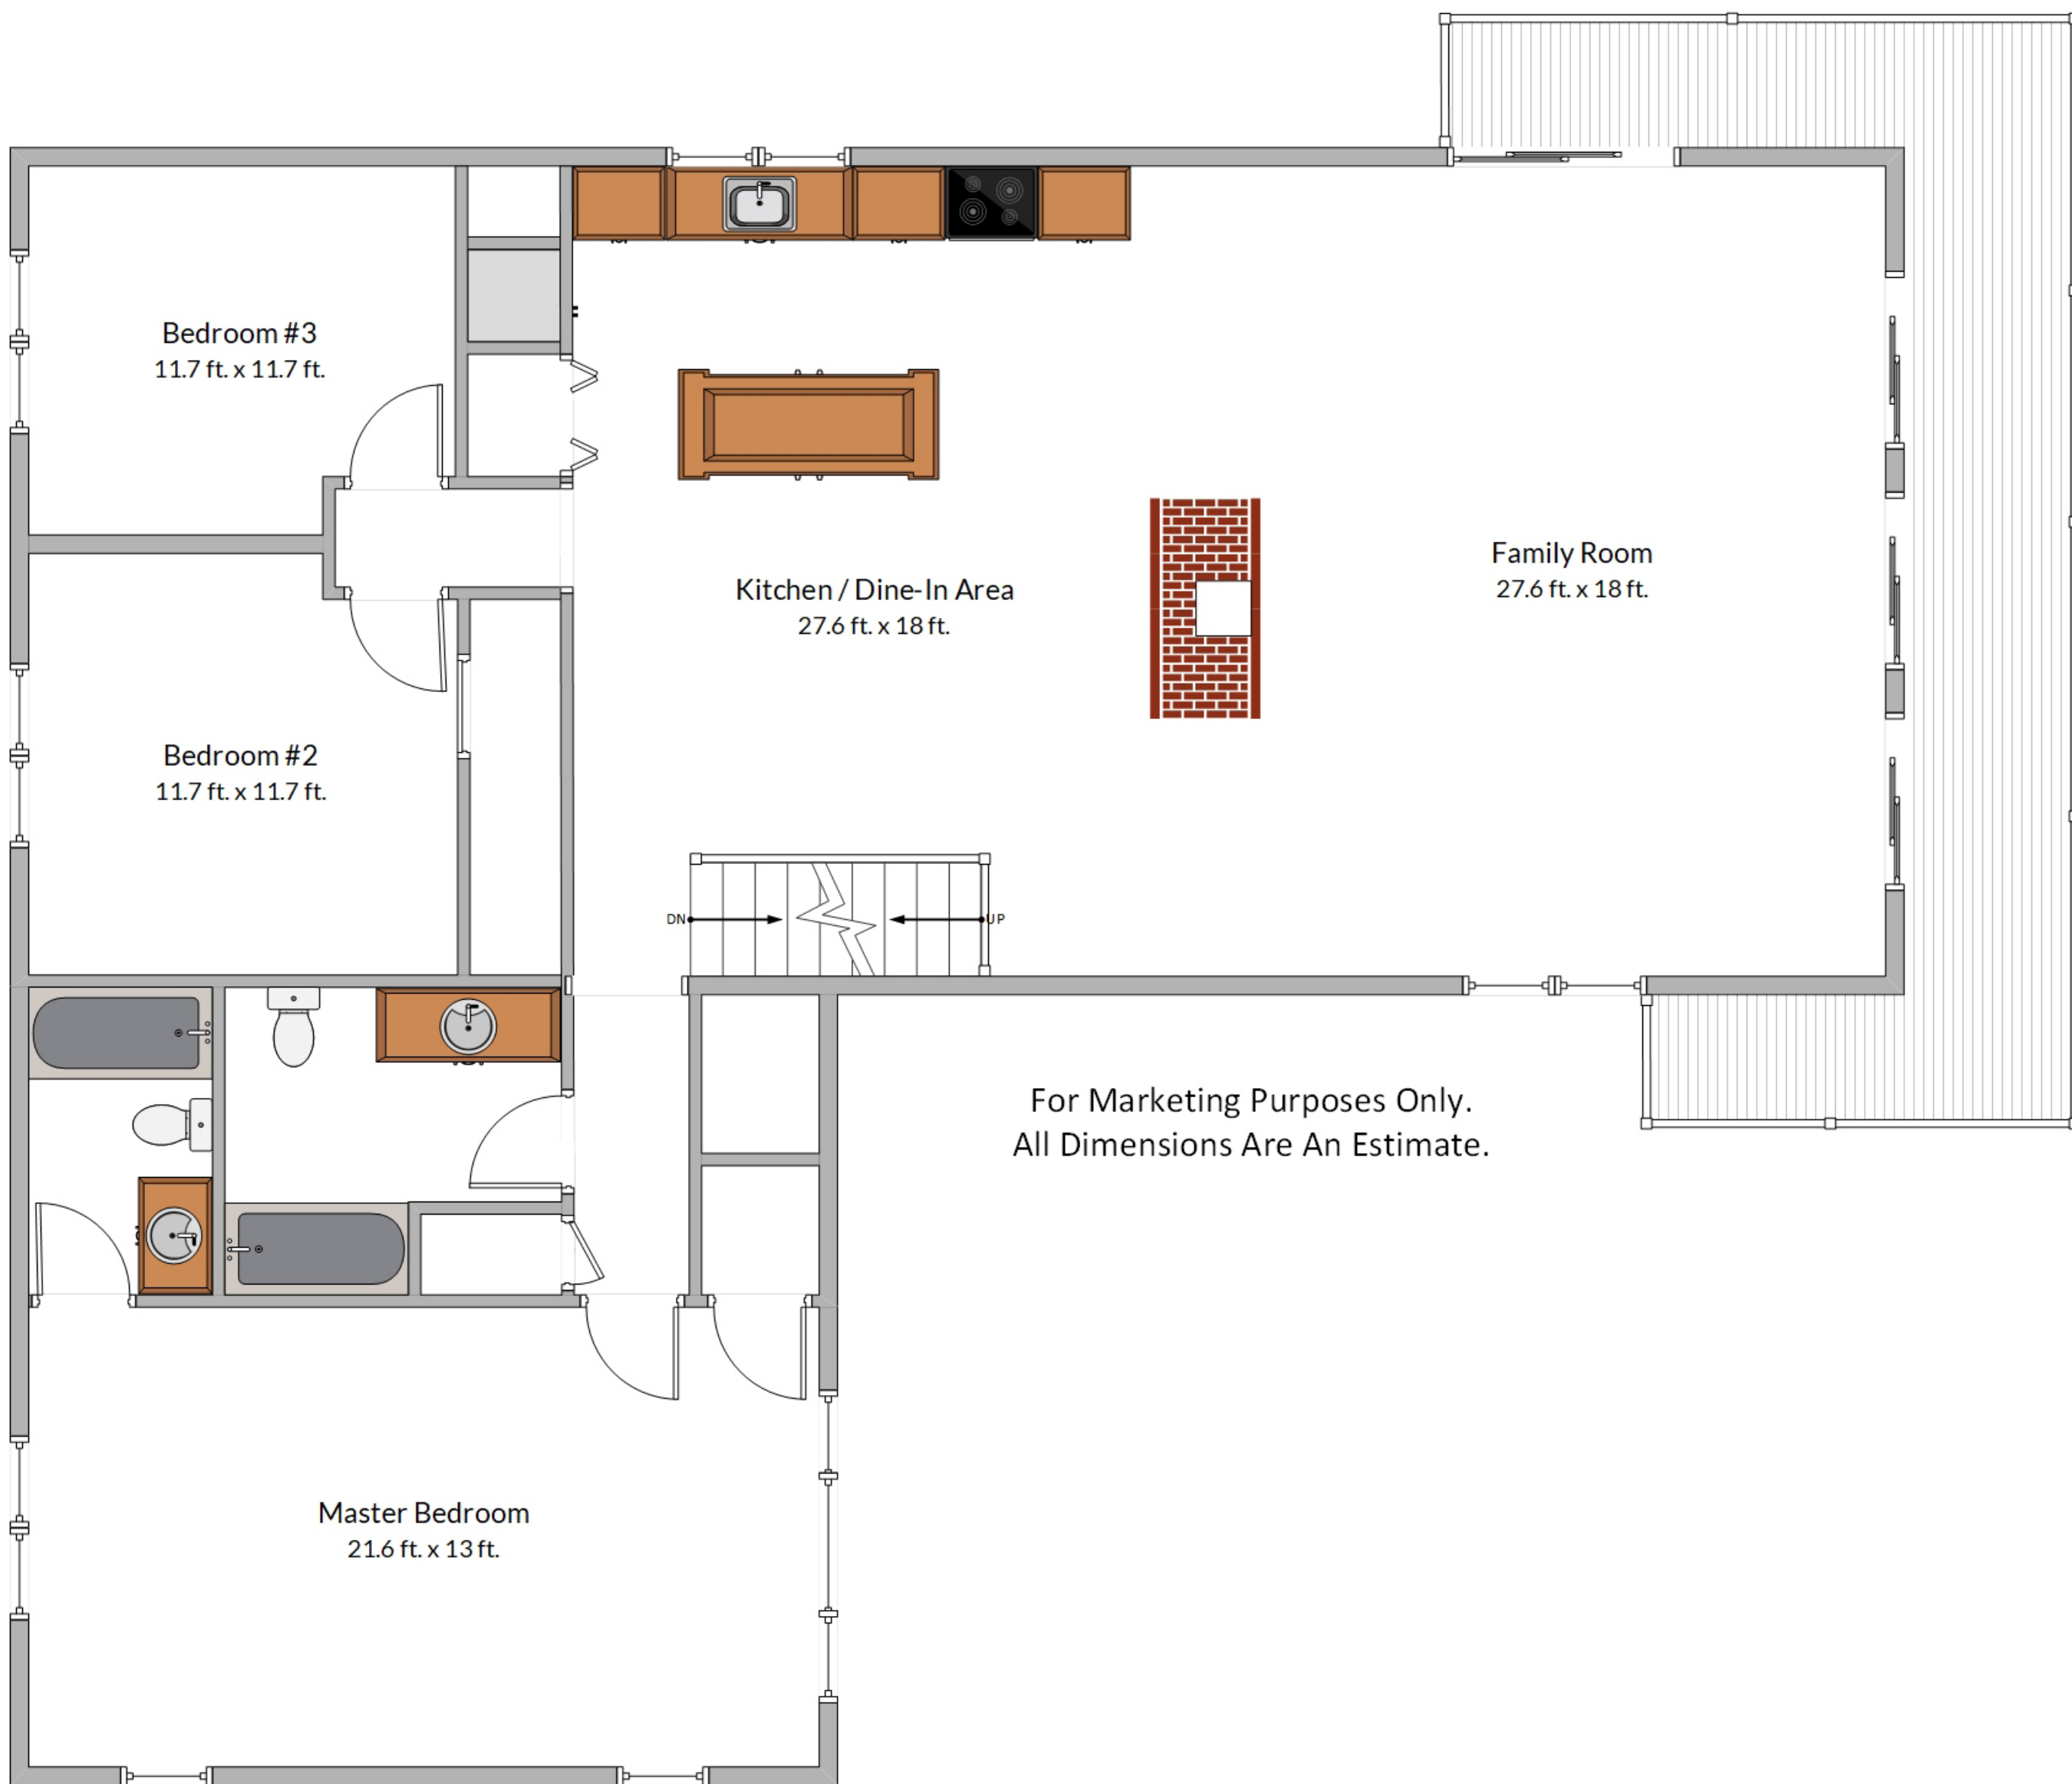 Bedroom #3
11.7 ft. x 11.7 ft.
Family Room
27.6 ft. x 18 ft.
Kitchen / Dine-In Area
27.6 ft. x 18 ft.
Bedroom #2
11.7 ft. x 11.7 ft.
DN
UP
For Marketing Purposes Only.
All Dimensions Are An Estimate.
Master Bedroom
21.6 ft. x 13 ft.